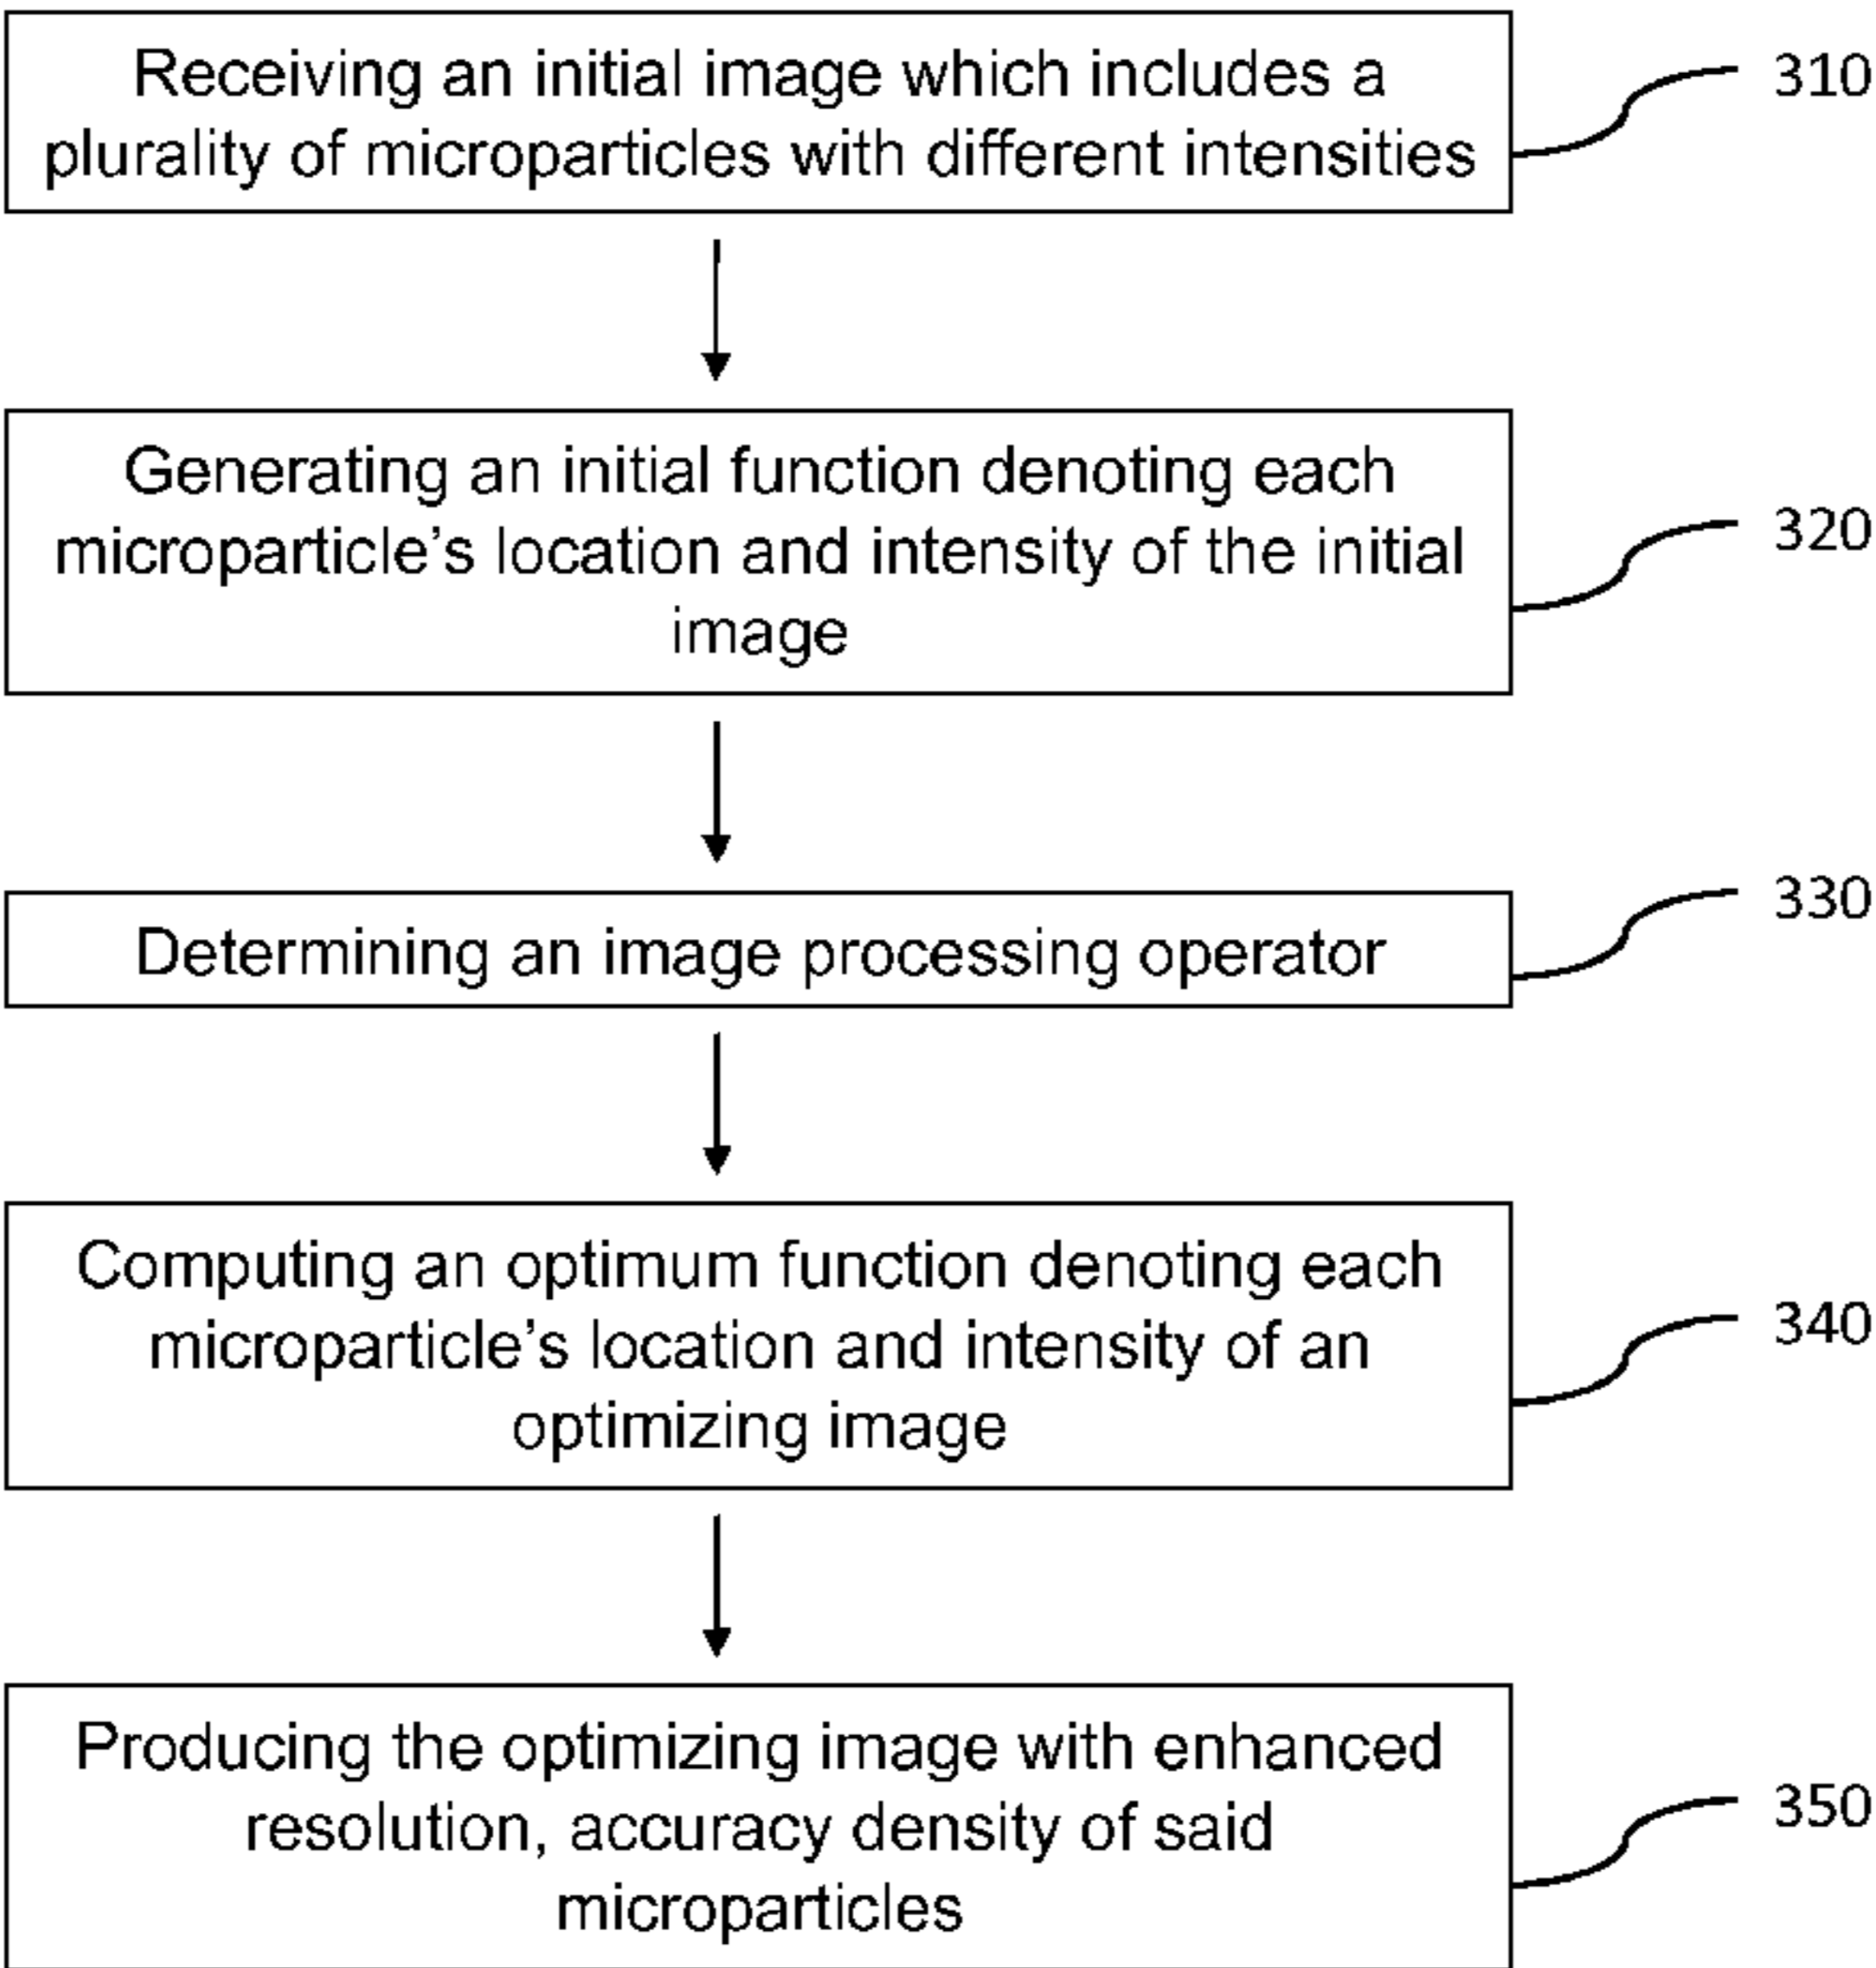 Receiving an initial image which includes a
plurality of microparticles with different intensities
310
Generating an initial function denoting each
microparticle’s location and intensity of the initial
image
320
Determining an image processing operator
330
Computing an optimum function denoting each
microparticle’s location and intensity of an
optimizing image
340
Producing the optimizing image with enhanced
resolution, accuracy density of said
microparticles
350